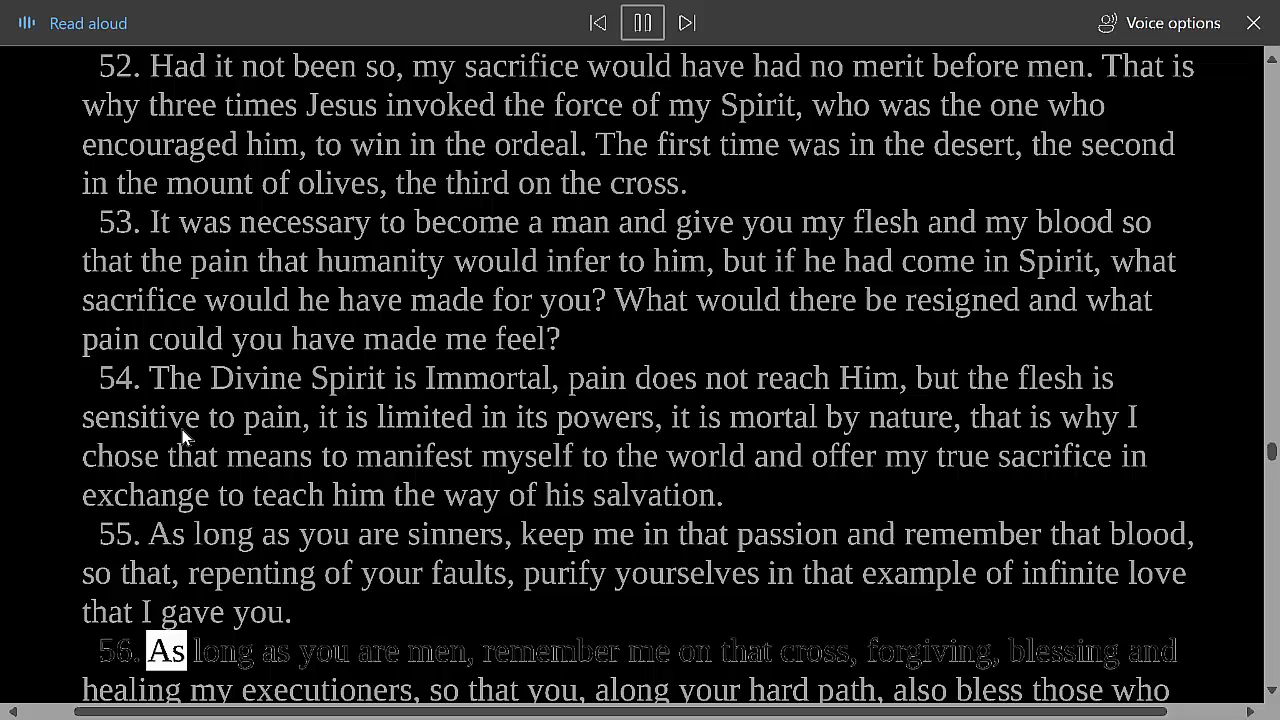 Read aloud
Voice options
52. Had it not been so, my sacrifice would have had no merit before men. That is
why three times Jesus invoked the force of my Spirit, who was the one who
encouraged him, to win in the ordeal. The first time was in the desert, the second
in the mount of olives, the third on the cross.
53. It was necessary to become a man and give you my flesh and my blood so
that the pain that humanity would infer to him, but if he had come in Spirit, what
sacrifice would he have made for you? What would there be resigned and what
pain could you have made me feel?
54. The Divine Spirit is Immortal, pain does not reach Him, but the flesh is
sensitive to pain, it is limited in its powers, it is mortal by nature, that is why I
chose that means to manifest myself to the world and offer my true sacrifice in
exchange to teach him the way of his salvation.
55. As long as you are sinners, keep me in that passion and remember that blood,
so that, repenting of your faults, purify yourselves in that example of infinite love
that I gave you.
56. As long as you are men, remember me on that cross, forgiving, blessing and
healing my executioners, so that you, along your hard path, also bless those who